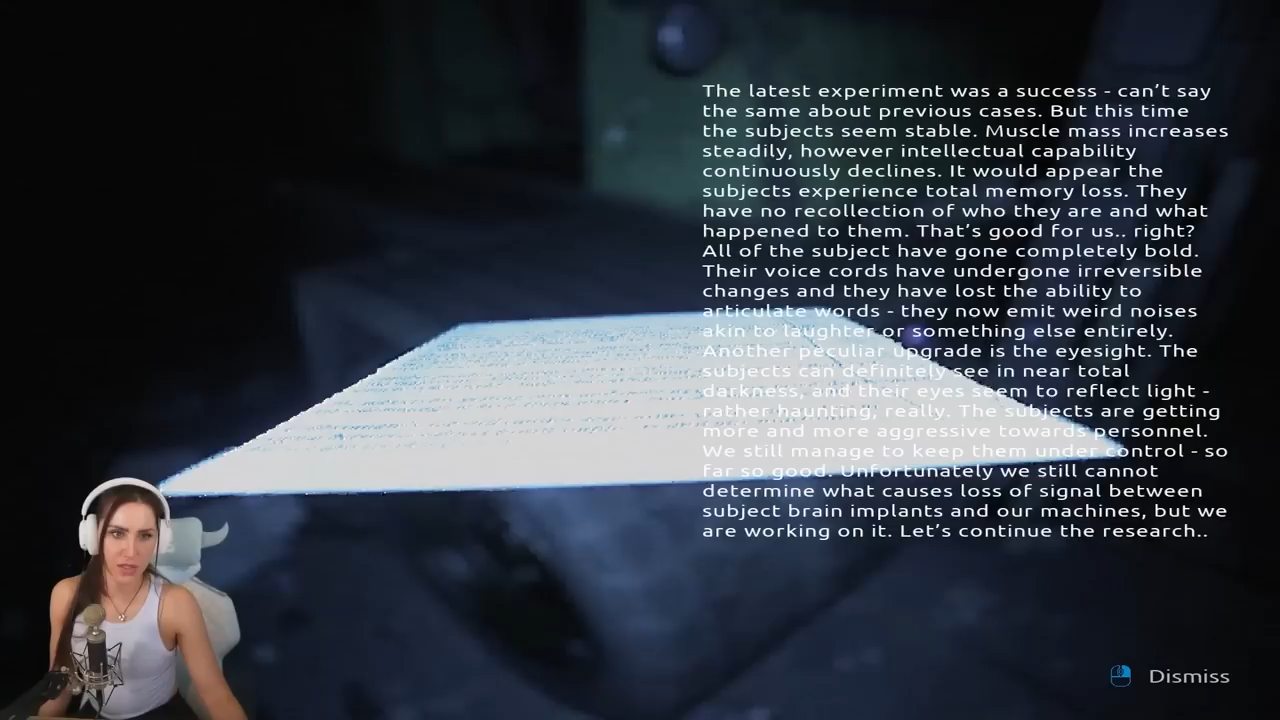 The latest experiment was a success - can't say
the same about previous cases. But this time
the subjects seem stable. Muscle mass increases
steadily, however intellectual capability
continuously declines. It would appear the
subjects experience total memory loss. They
have no recollection of who they are and what
happened to them. That's good for us.. right?
All of the subject have gone completely bold.
Their voice cords have undergone irreversible
changes and they have lost the ability to
articulate words - they now emit weird noises
akin to laughter or something else entirely.
Another peculiar upgrade is the eyesight. The
subjects can definitely see in near total
darkness, and their eyes seem to reflect light -
rather haunting, really. The subjects are getting
more and more aggressive towards personnel.
We still manage to keep them under control - so
far so good. Unfortunately we still cannot
determine what causes loss of signal between
subject brain implants and our machines, but we
are working on it. Let's continue the research..
Dismiss